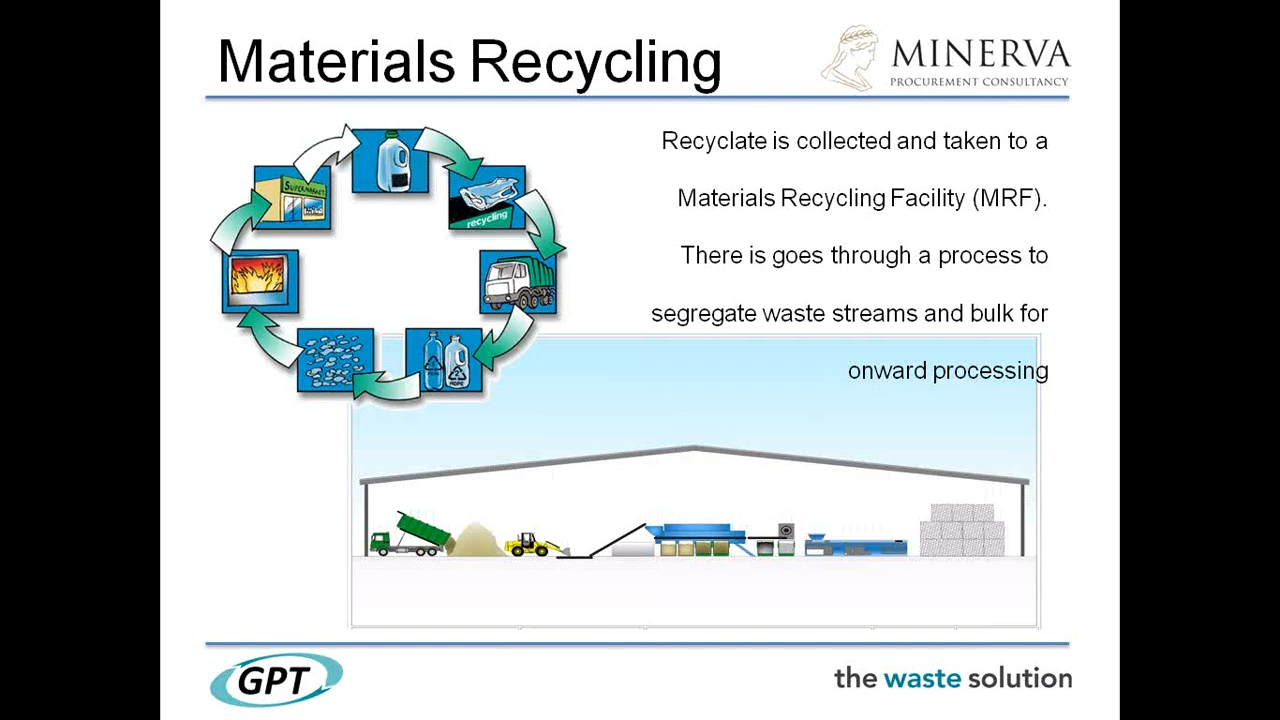 Materials Recycling
MINERVA
PROCUREMENT CONSULTANCY
Recyclate is collected and taken to a
Materials Recycling Facility (MRF).
There is goes through a process to
segregate waste streams and bulk for
onward processing
SUPERMARKET
recycling
HDPE
GPT
the waste solution